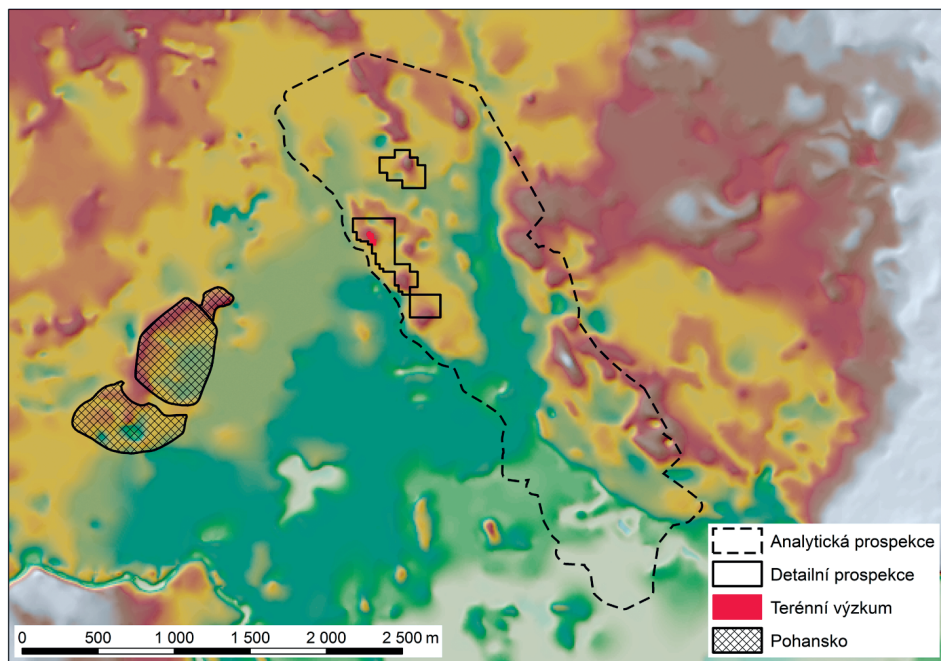 Analytická prospekce
Detailní prospekce
Terénní výzkum
Pohansko
0 500 1 000 1 500 2 000 2 500 m